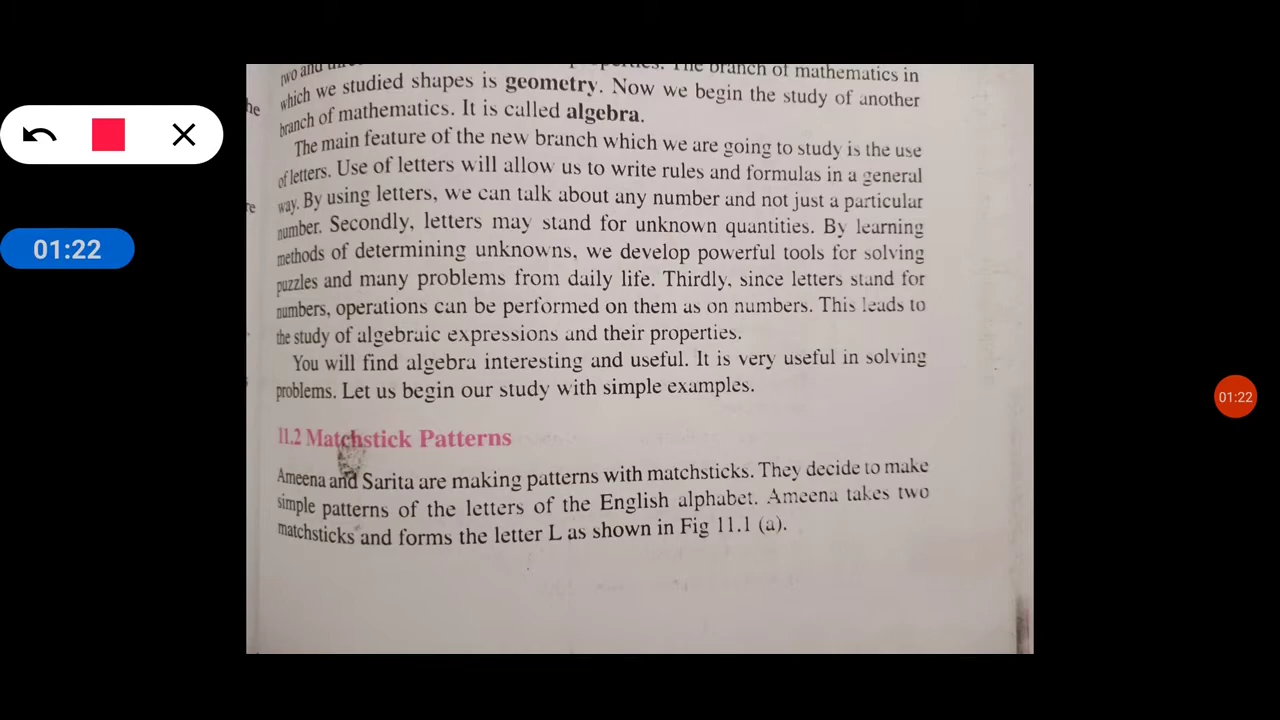 two and
The branch of mathematics in
which we studied shapes is geometry. Now we begin the study of another
branch of mathematics. It is called algebra.
The main feature of the new branch which we are going to study is the use
of letters. Use of letters will allow us to write rules and formulas in a general
way. By using letters, we can talk about any number and not just a particular
number. Secondly, letters may stand for unknown quantities. By learning
methods of determining unknowns, we develop powerful tools for solving
puzzles and many problems from daily life. Thirdly, since letters stand for
numbers, operations can be performed on them as on numbers. This leads to
the study of algebraic expressions and their properties.
You will find algebra interesting and useful. It is very useful in solving
problems. Let us begin our study with simple examples.
11.2 Matchstick Patterns
Ameena and Sarita are making patterns with matchsticks. They decide to make
simple patterns of the letters of the English alphabet. Ameena takes two
matchsticks and forms the letter L as shown in Fig 11.1 (a).
01:22
01:22